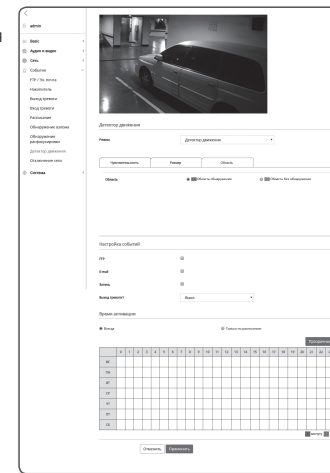 admin
Basic
Аудио и видео
Сеть
Событие
FTP / Эл. почта
Накопитель
Выход тревоги
Вход тревоги
Расписание
Обнаружение взлома
Обнаружение
расфокусировки
Детектор движения
Отключение сети
Система
Детектор движения
Режим
Детектор движения
Чувствительность Размер Область
Область
Область обнаружения Область без обнаружения
Настройка событий
FTP
E-mail
Запись
Выход тревоги1
Выкл
Время активации
Всегда Только по расписанию
0 1 2 3 4 5 6 7 8 9 10 11 12 13 14 15 16 17 18 19 20 21 22
ВС
ПН
ВТ
СР
ЧТ
ПТ
СБ
Отменить Применить